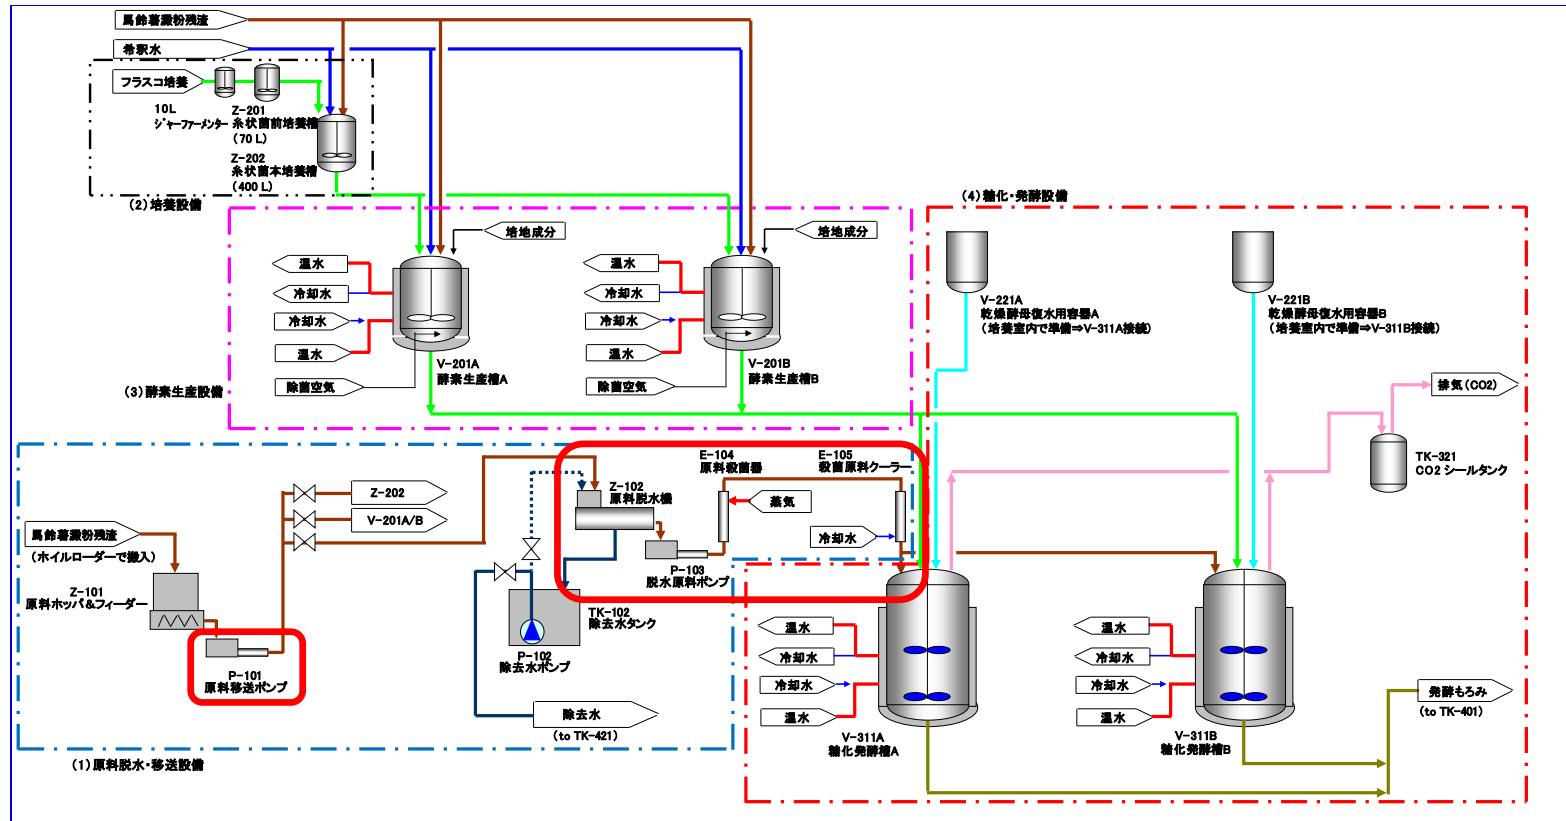 馬鈴薯澱粉残渣
希釈水
フラスコ培養
10L
ジャーファーメンター
Z-201
糸状菌前培養槽
(70 L)
Z-202
糸状菌本培養槽
(400 L)
(2)培養設備
(4)糖化・発酵設備
培地成分
培地成分
温水
冷却水
冷却水
温水
除菌空気
V-201A
酵素生産槽A
温水
冷却水
冷却水
温水
除菌空気
V-201B
酵素生産槽B
(3)酵素生産設備
V-221A
乾燥酵母復水用容器A
(培養室内で準備⇒V-311A接続)
V-221B
乾燥酵母復水用容器B
(培養室内で準備⇒V-311B接続)
排気(CO2)
TK-321
CO2 シールタンク
E-104
原料殺菌器
E-105
殺菌原料クーラー
Z-102
原料脱水機
蒸気
冷却水
P-103
脱水原料ポンプ
Z-202
V-201A/B
馬鈴薯澱粉残渣
(ホイルローダーで搬入)
Z-101
原料ホッパ&フィーダー
P-101
原料移送ポンプ
TK-102
除去水タンク
P-102
除去水ポンプ
除去水
(to TK-421)
(1)原料脱水・移送設備
温水
冷却水
冷却水
温水
V-311A
糖化発酵槽A
温水
冷却水
冷却水
温水
V-311B
糖化発酵槽B
発酵もろみ
(to TK-401)